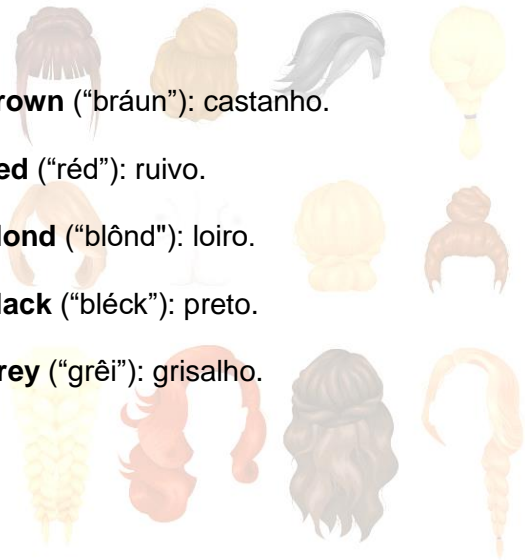 rown (“bráun”): castanho.
ed (“réd”): ruivo.
lond (“blônd"): loiro.
lack (“bléck”): preto.
rey (“grêi”): grisalho.